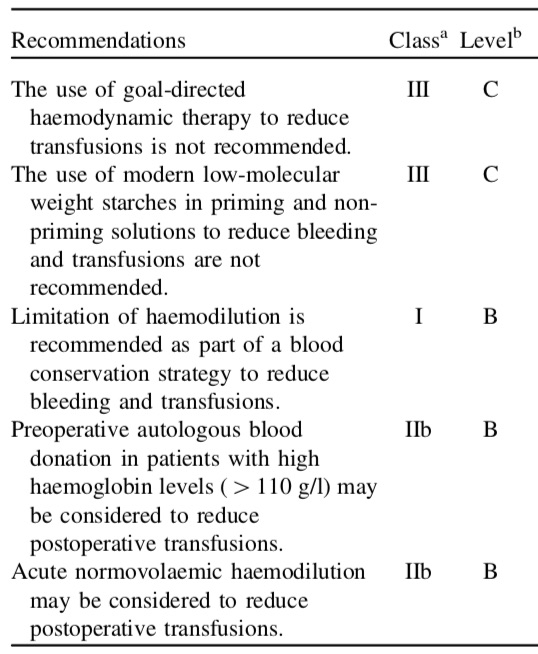 Recommendations Classᵃ Levelᵇ
The use of goal-directed III C
haemodynamic therapy to reduce
transfusions is not recommended.
The use of modern low-molecular III C
weight starches in priming and non-
priming solutions to reduce bleeding
and transfusions are not
recommended.
Limitation of haemodilution is I B
recommended as part of a blood
conservation strategy to reduce
bleeding and transfusions.
Preoperative autologous blood IIb B
donation in patients with high
haemoglobin levels ( > 110 g/l) may
be considered to reduce
postoperative transfusions.
Acute normovolaemic haemodilution IIb B
may be considered to reduce
postoperative transfusions.